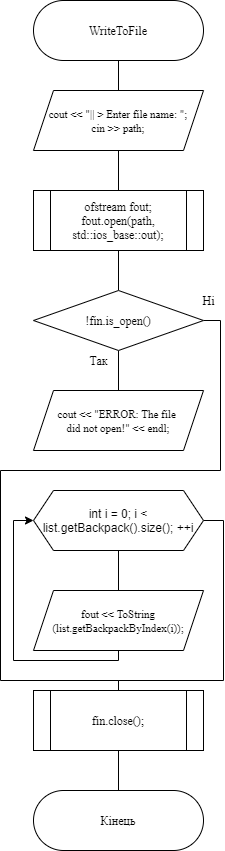 WriteToFile
cout << "|| > Enter file name: ";
cin >> path;
ofstream fout;
fout.open(path,
std::ios_base::out);
!fin.is_open()
Ні
Так
cout << "ERROR: The file
did not open!" << endl;
int i = 0; i <
list.getBackpack().size(); ++i
fout << ToString
(list.getBackpackByIndex(i));
fin.close();
Кінець